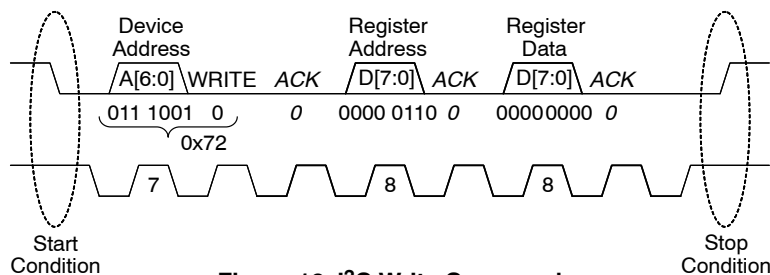 Device Address
Register Address
Register Data
A[6:0] WRITE ACK D[7:0] ACK D[7:0] ACK
011 1001 0 0 0000 0110 0 00000000 0
0x72
7 8 8
Start Condition
Stop Condition